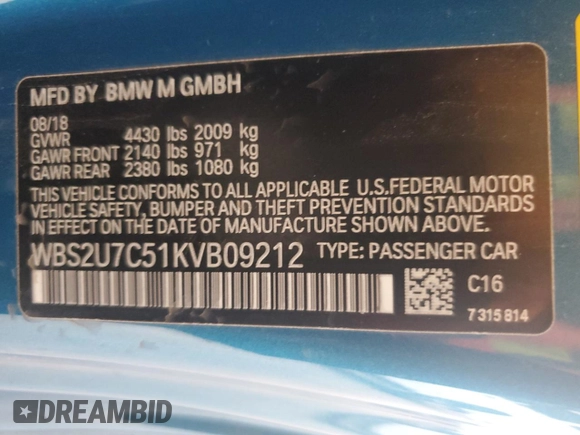 MFD BY BMW M GMBH
08/18
GVWR 4430 lbs 2009 kg
GAWR FRONT 2140 lbs 971 kg
GAWR REAR 2380 lbs 1080 kg
THIS VEHICLE CONFORMS TO ALL APPLICABLE U.S.FEDERAL MOTOR
VEHICLE SAFETY, BUMPER AND THEFT PREVENTION STANDARDS
IN EFFECT ON THE DATE OF MANUFACTURE SHOWN ABOVE.
WBS2U7C51KVB09212 TYPE: PASSENGER CAR
C16
7 315 814
DREAMBID